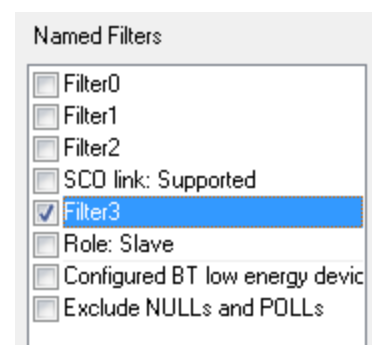 Named Filters
Filter0
Filter1
Filter2
SCO link: Supported
Filter3
Role: Slave
Configured BT low energy devic
Exclude NULLs and POLLs